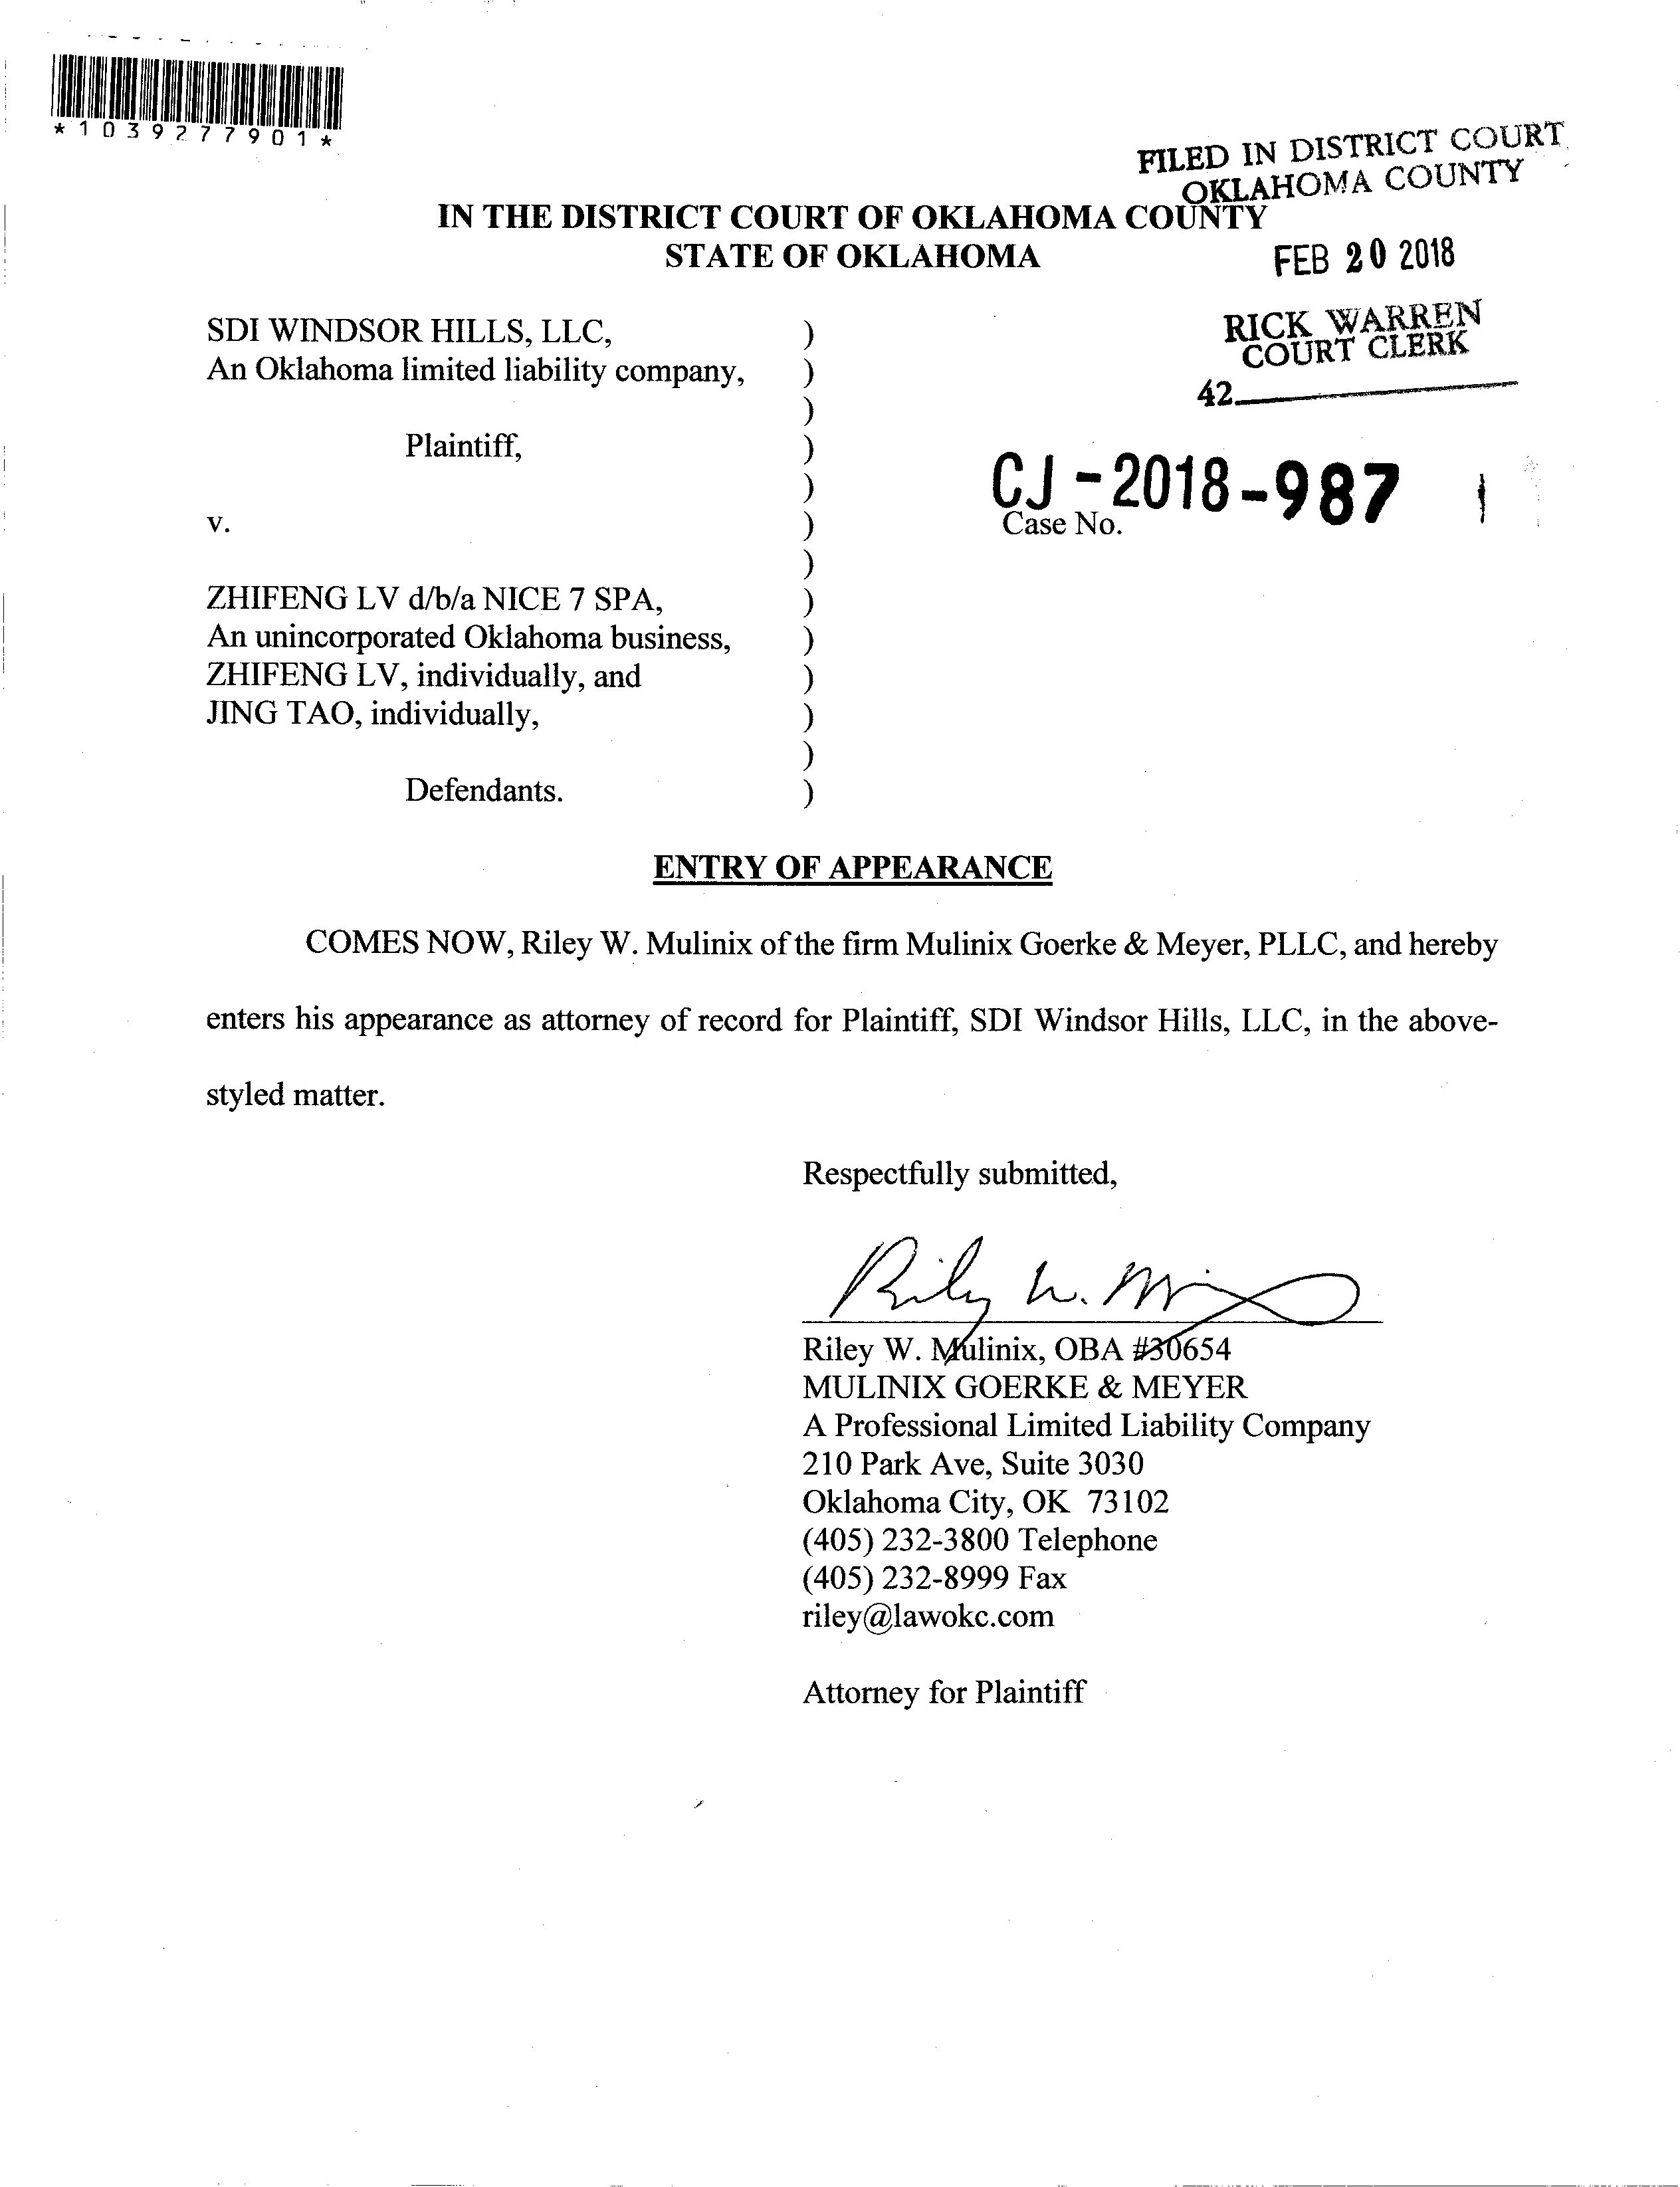 *1039277901*
FILED IN DISTRICT COURT
OKLAHOMA COUNTY
IN THE DISTRICT COURT OF OKLAHOMA COUNTY
STATE OF OKLAHOMA
FEB 20 2018
RICK WARREN
COURT CLERK
42
SDI WINDSOR HILLS, LLC, )
An Oklahoma limited liability company, )
)
Plaintiff, )
)
CJ-2018-987
v. ) Case No.
)
ZHIFENG LV d/b/a NICE 7 SPA, )
An unincorporated Oklahoma business, )
ZHIFENG LV, individually, and )
JING TAO, individually, )
)
Defendants. )
ENTRY OF APPEARANCE
COMES NOW, Riley W. Mulinix of the firm Mulinix Goerke & Meyer, PLLC, and hereby
enters his appearance as attorney of record for Plaintiff, SDI Windsor Hills, LLC, in the above-
styled matter.
Respectfully submitted,
Riley W. Mulinix, OBA #30654
MULINIX GOERKE & MEYER
A Professional Limited Liability Company
210 Park Ave, Suite 3030
Oklahoma City, OK 73102
(405) 232-3800 Telephone
(405) 232-8999 Fax
riley@lawokc.com
Attorney for Plaintiff